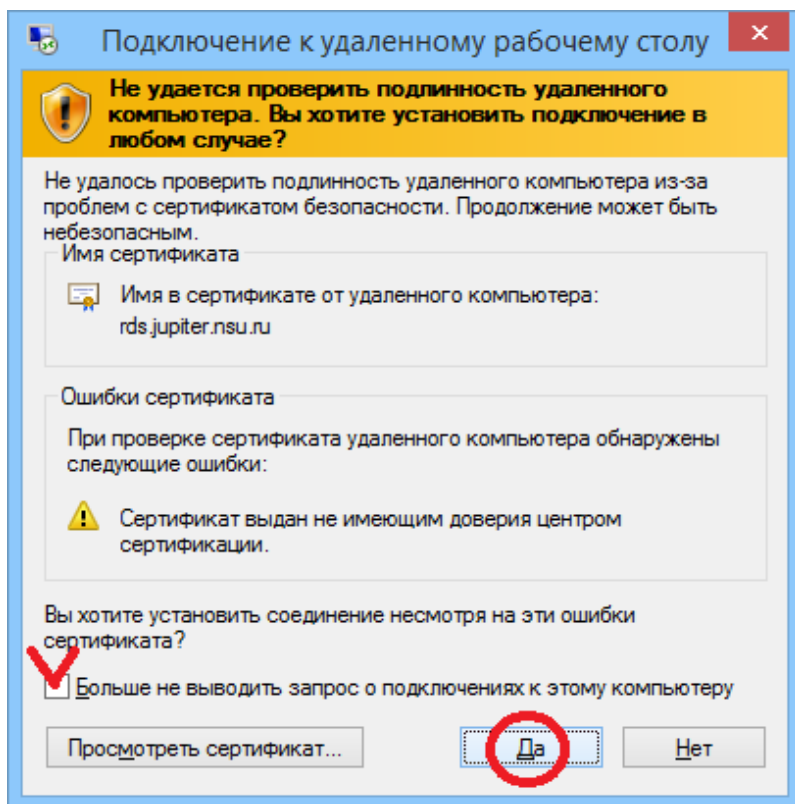 Подключение к удаленному рабочему столу
Не удается проверить подлинность удаленного
компьютера. Вы хотите установить подключение в
любом случае?
Не удалось проверить подлинность удаленного компьютера из-за
проблем с сертификатом безопасности. Продолжение может быть
небезопасным.
Имя сертификата
Имя в сертификате от удаленного компьютера:
rds.jupiter.nsu.ru
Ошибки сертификата
При проверке сертификата удаленного компьютера обнаружены
следующие ошибки:
Сертификат выдан не имеющим доверия центром
сертификации.
Вы хотите установить соединение несмотря на эти ошибки
сертификата?
Больше не выводить запрос о подключениях к этому компьютеру
Просмотреть сертификат... Да Нет